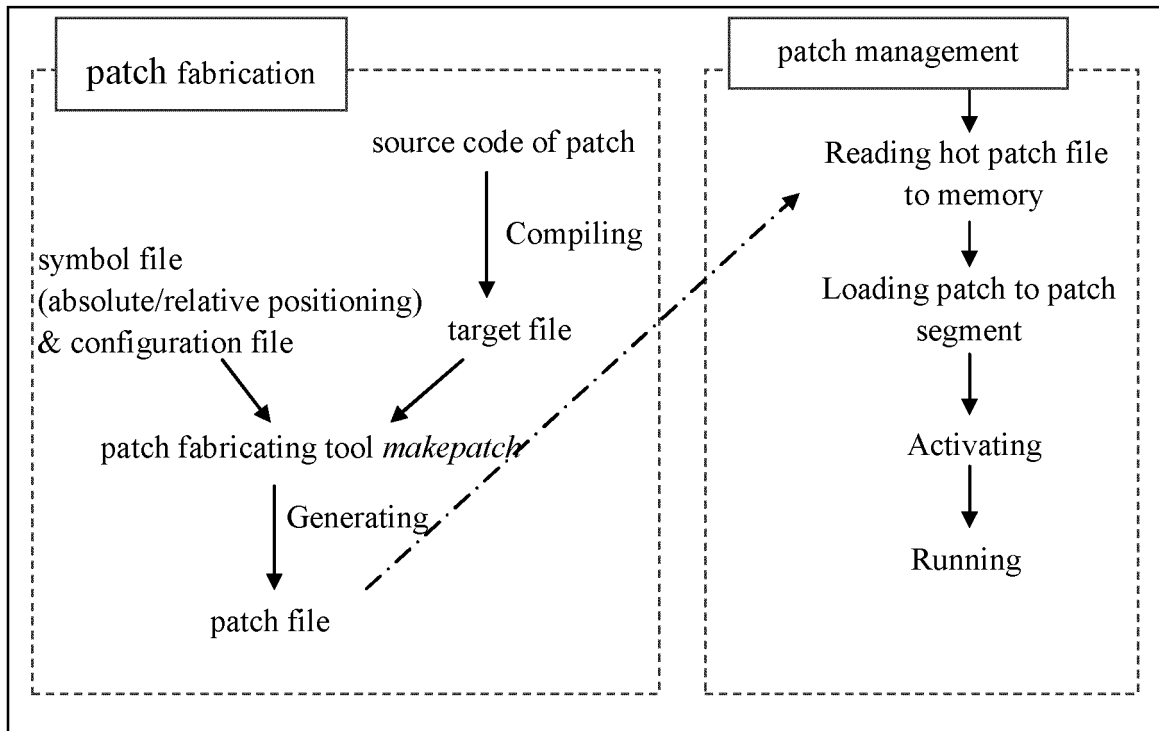 patch fabrication
source code of patch
Compiling
symbol file
(absolute/relative positioning)
& configuration file
target file
patch fabricating tool makepatch
Generating
patch file
patch management
Reading hot patch file
to memory
Loading patch to patch
segment
Activating
Running